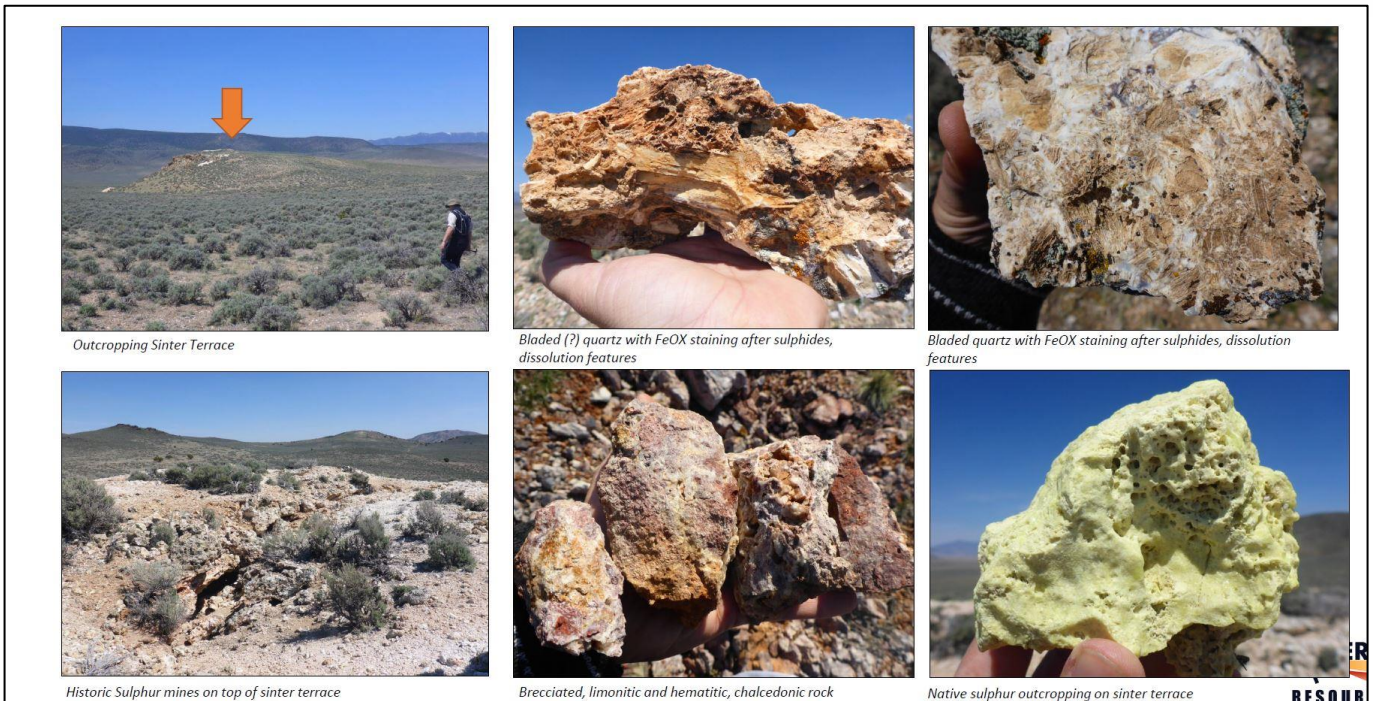 Outcropping Sinter Terrace
Bladed (?) quartz with FeOX staining after sulphides,
dissolution features
Bladed quartz with FeOX staining after sulphides, dissolution
features
Historic Sulphur mines on top of sinter terrace
Brecciated, limonitic and hematitic, chalcedonic rock
Native sulphur outcropping on sinter terrace